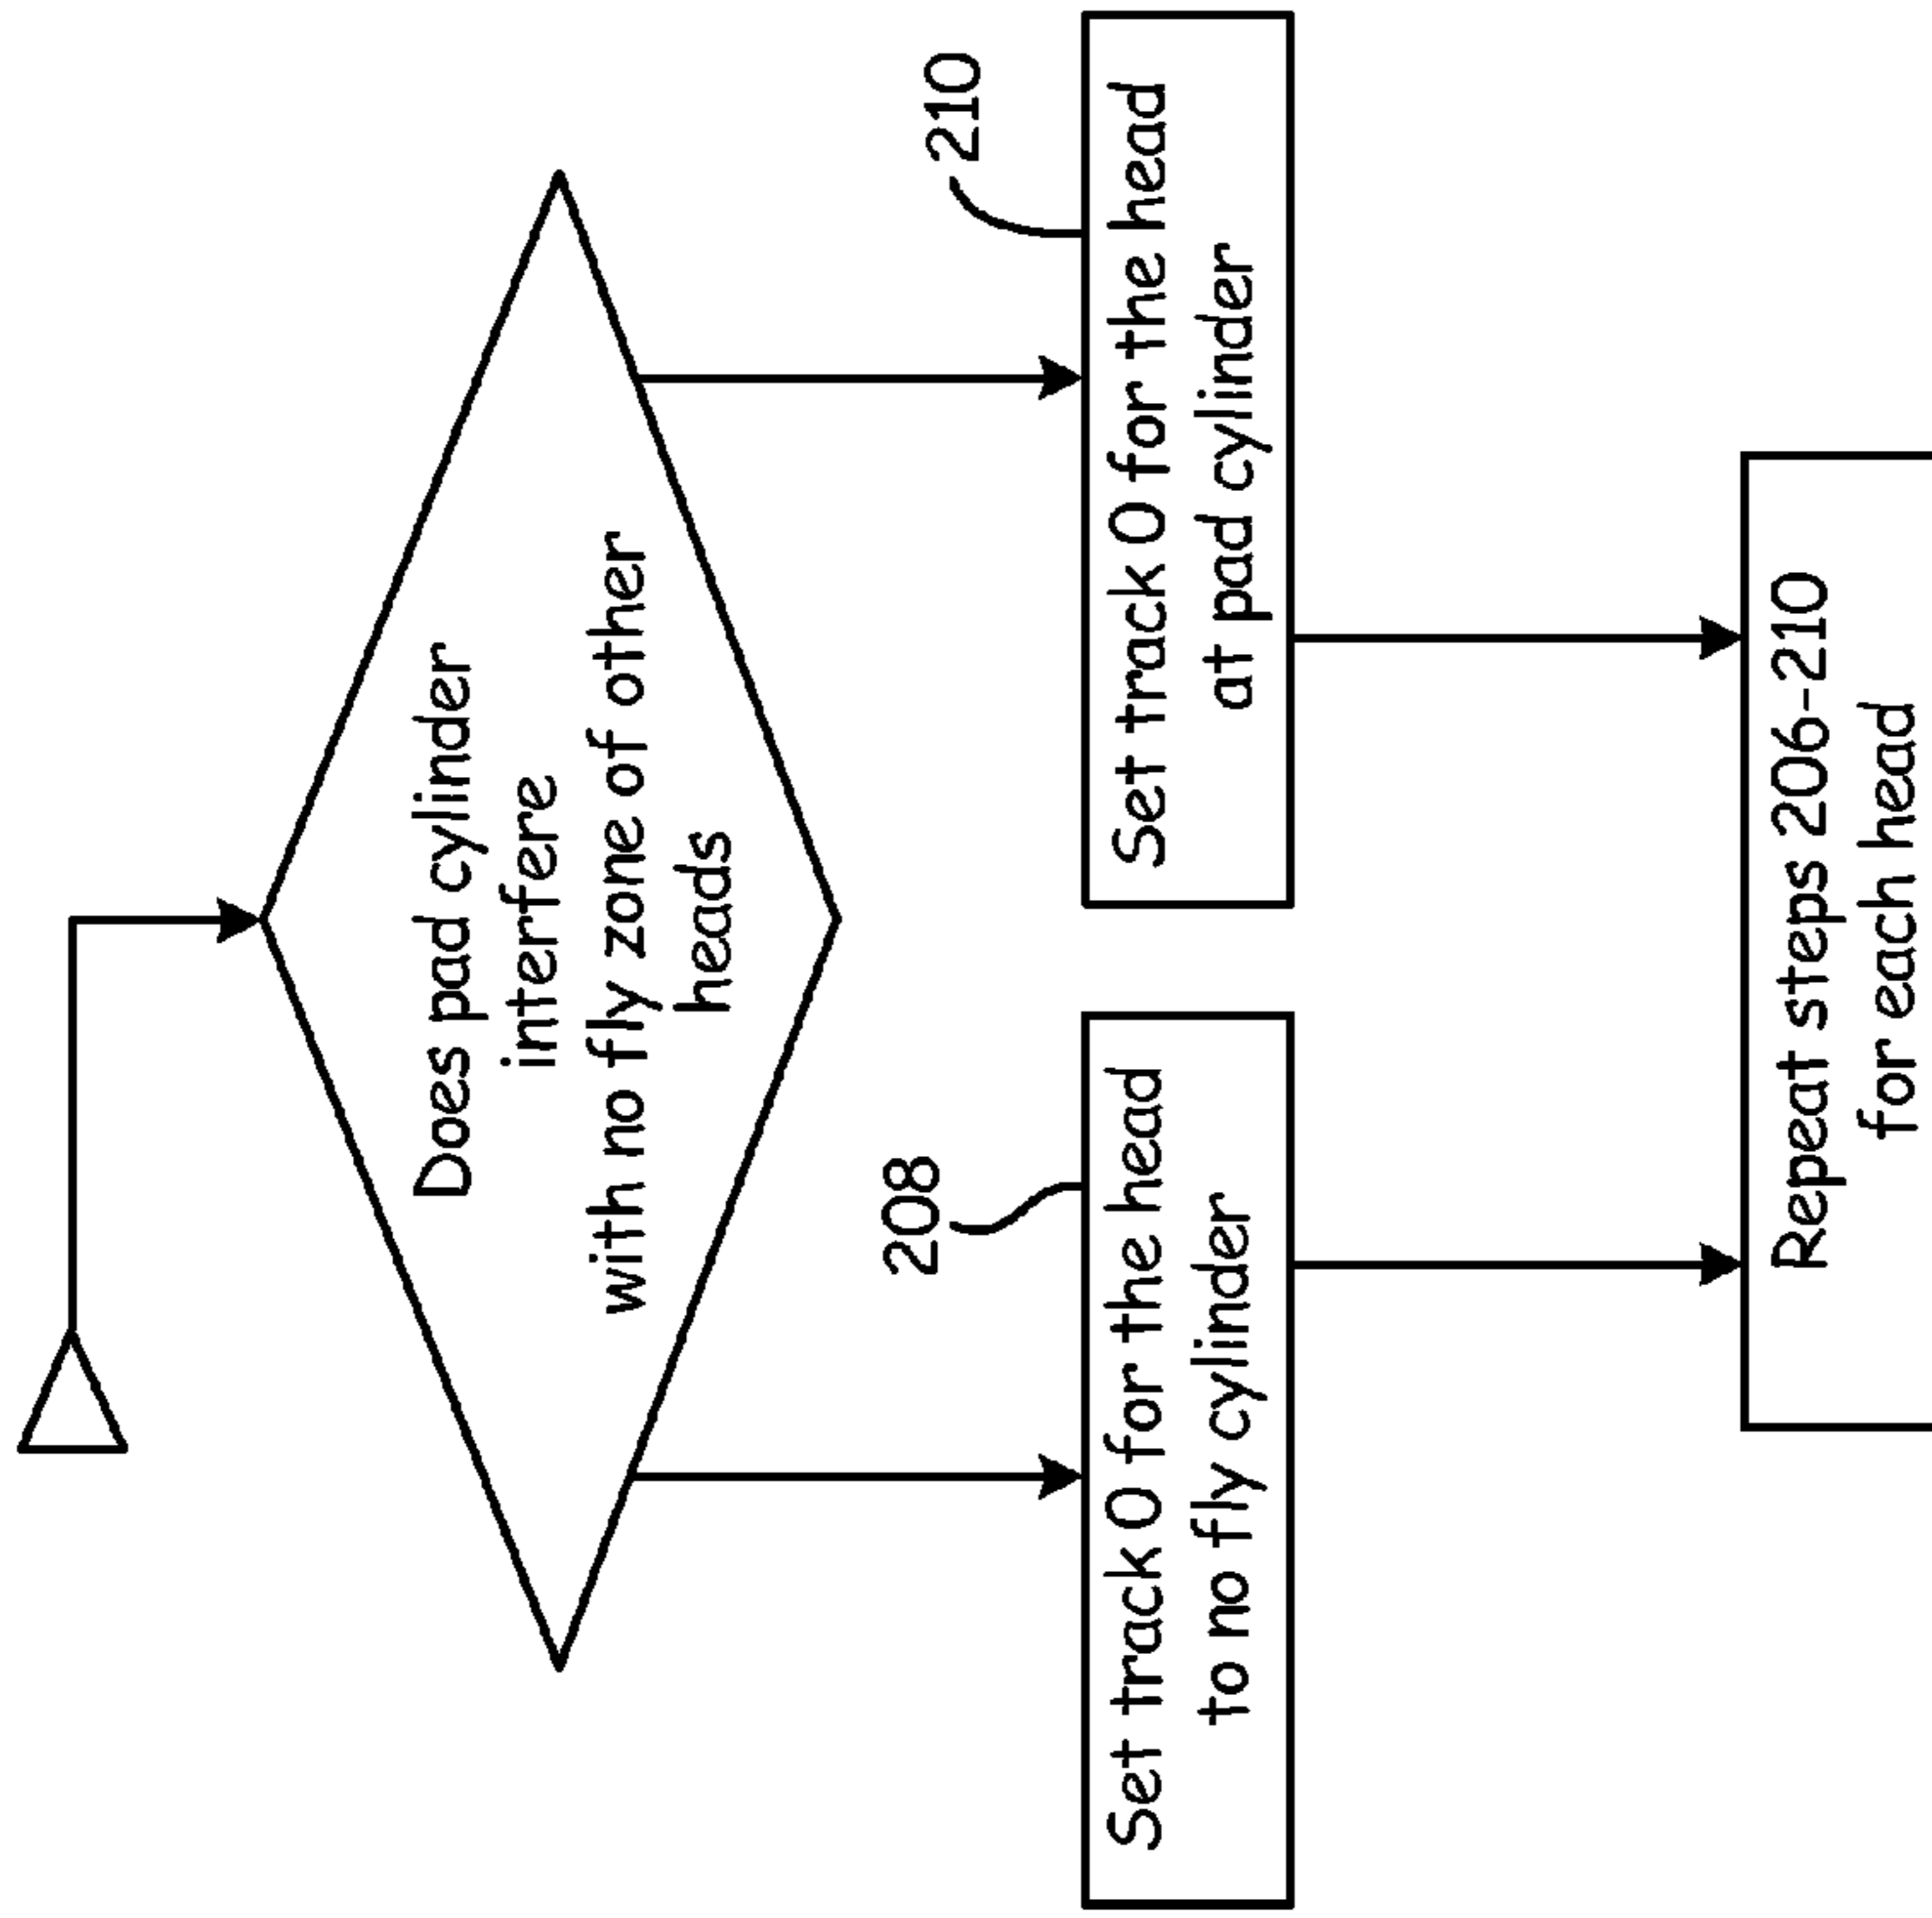 Does pad cylinder
interfere
with no fly zone of other
heads
208
Set track 0 for the head
to no fly cylinder
210
Set track 0 for the head
at pad cylinder
Repeat steps 206-210
for each head